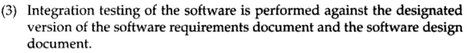 (3) Integration testing of the software is performed against the designated
version of the software requirements document and the software design
document.